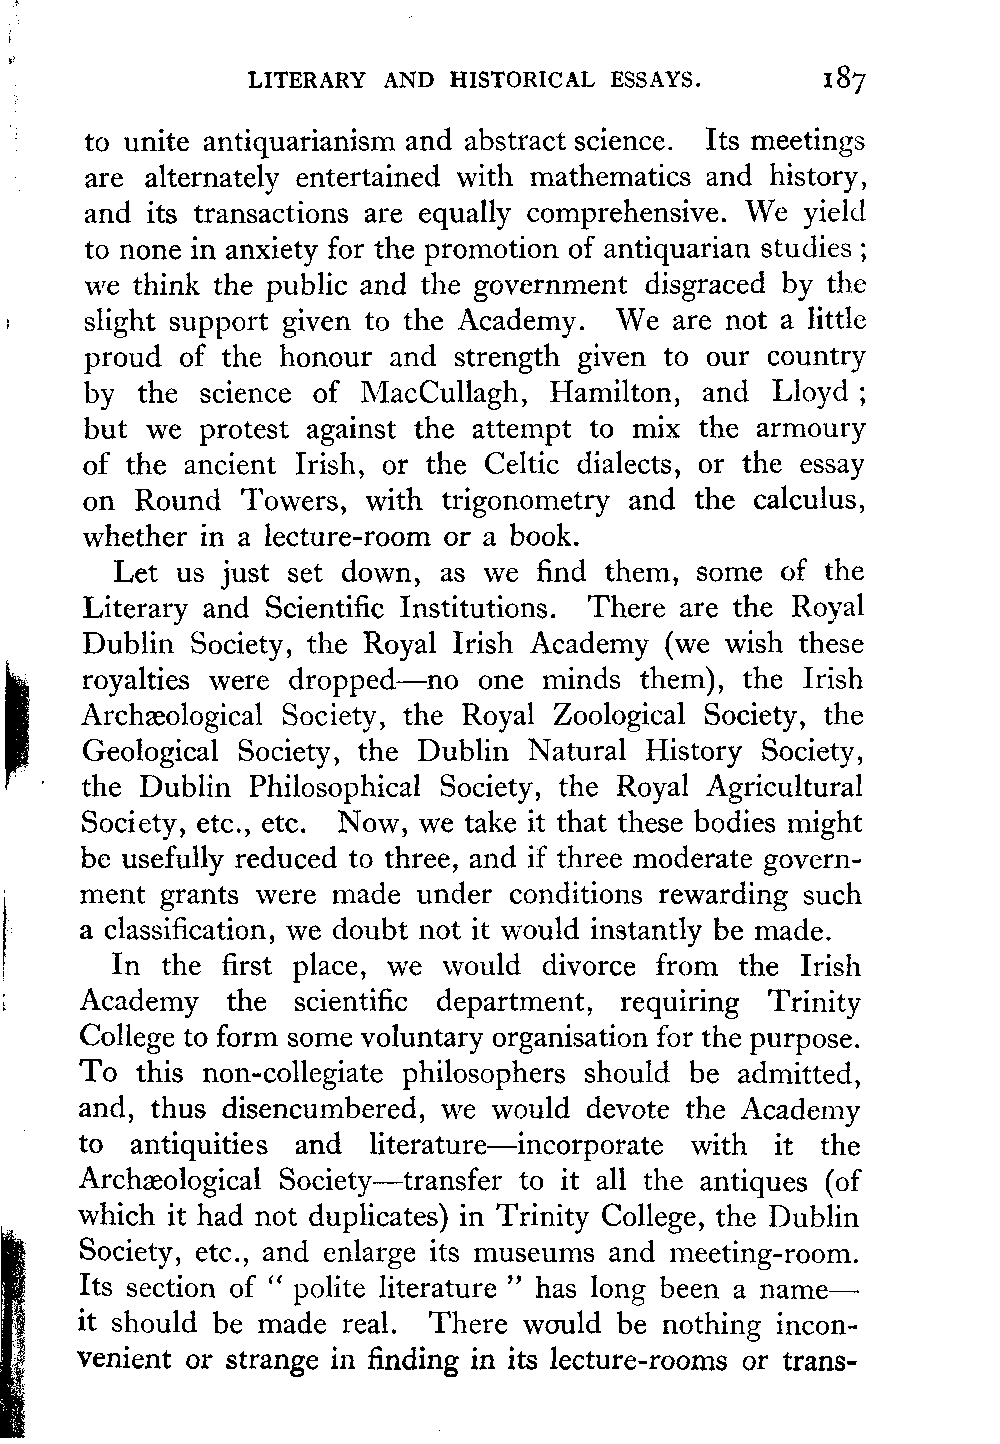 LITERARY AND HISTORICAL ESSAYS. 187
to unite antiquarianism and abstract science. Its meetings
are alternately entertained with mathematics and history,
and its transactions are equally comprehensive. We yield
to none in anxiety for the promotion of antiquarian studies ;
we think the public and the government disgraced by the
slight support given to the Academy. We are not a little
proud of the honour and strength given to our country
by the science of MacCullagh, Hamilton, and Lloyd ;
but we protest against the attempt to mix the armoury
of the ancient Irish, or the Celtic dialects, or the essay
on Round Towers, with trigonometry and the calculus,
whether in a lecture-room or a book.
Let us just set down, as we find them, some of the
Literary and Scientific Institutions. There are the Royal
Dublin Society, the Royal Irish Academy (we wish these
royalties were dropped—no one minds them), the Irish
Archæological Society, the Royal Zoological Society, the
Geological Society, the Dublin Natural History Society,
the Dublin Philosophical Society, the Royal Agricultural
Society, etc., etc. Now, we take it that these bodies might
be usefully reduced to three, and if three moderate govern-
ment grants were made under conditions rewarding such
a classification, we doubt not it would instantly be made.
In the first place, we would divorce from the Irish
Academy the scientific department, requiring Trinity
College to form some voluntary organisation for the purpose.
To this non-collegiate philosophers should be admitted,
and, thus disencumbered, we would devote the Academy
to antiquities and literature—incorporate with it the
Archæological Society—transfer to it all the antiques (of
which it had not duplicates) in Trinity College, the Dublin
Society, etc., and enlarge its museums and meeting-room.
Its section of “ polite literature ” has long been a name—
it should be made real. There would be nothing incon-
venient or strange in finding in its lecture-rooms or trans-